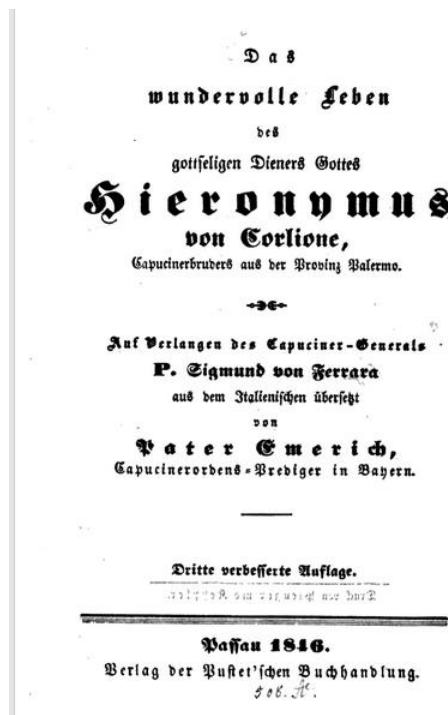 Das
wundervolle Leben
des
gottseligen Dieners Gottes
Hieronymus
von Corlione,
Capucinerbruders aus der Provinz Palermo.
Auf Verlangen des Capuciner-Generals
P. Sigmund von Ferrara
aus dem Italienischen übersetzt
von
Pater Emerich,
Capucinerordens-Prediger in Bayern.
Dritte verbesserte Auflage.
Passau 1846.
Verlag der Pustet'schen Buchhandlung.